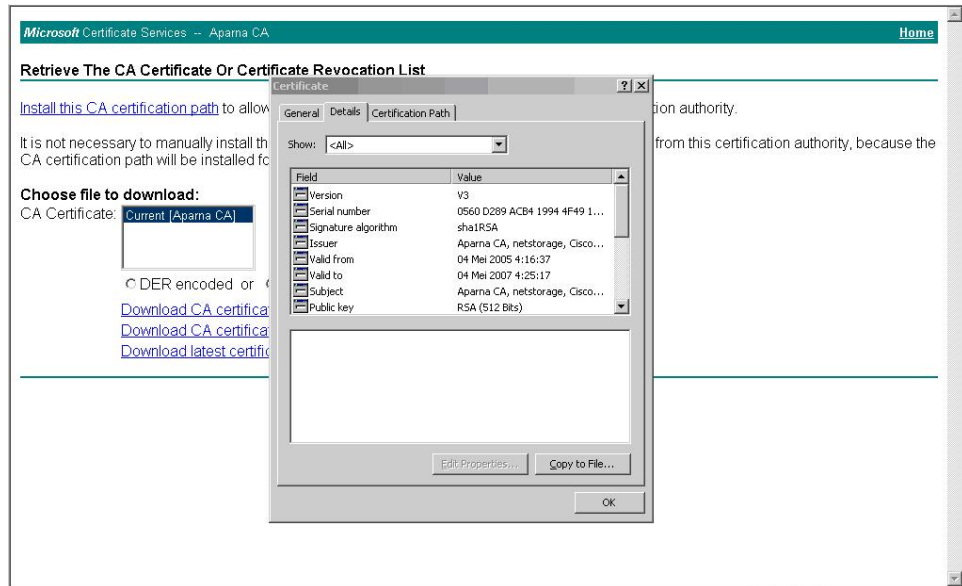 Microsoft Certificate Services -- Aparna CA
Home
Retrieve The CA Certificate Or Certificate Revocation List
Install this CA certification path to allow
tion authority.
It is not necessary to manually install th
from this certification authority, because the
CA certification path will be installed fo
Choose file to download:
CA Certificate:
Current [Aparna CA]
DER encoded or
Download CA certifica
Download CA certifica
Download latest certific
Certificate
General
Details
Certification Path
Show:
<All>
Field
Value
Version
V3
Serial number
0560 D289 ACB4 1994 4F49 1...
Signature algorithm
sha1RSA
Issuer
Aparna CA, netstorage, Cisco...
Valid from
04 Mei 2005 4:16:37
Valid to
04 Mei 2007 4:25:17
Subject
Aparna CA, netstorage, Cisco...
Public key
RSA (512 Bits)
Edit Properties...
Copy to File...
OK